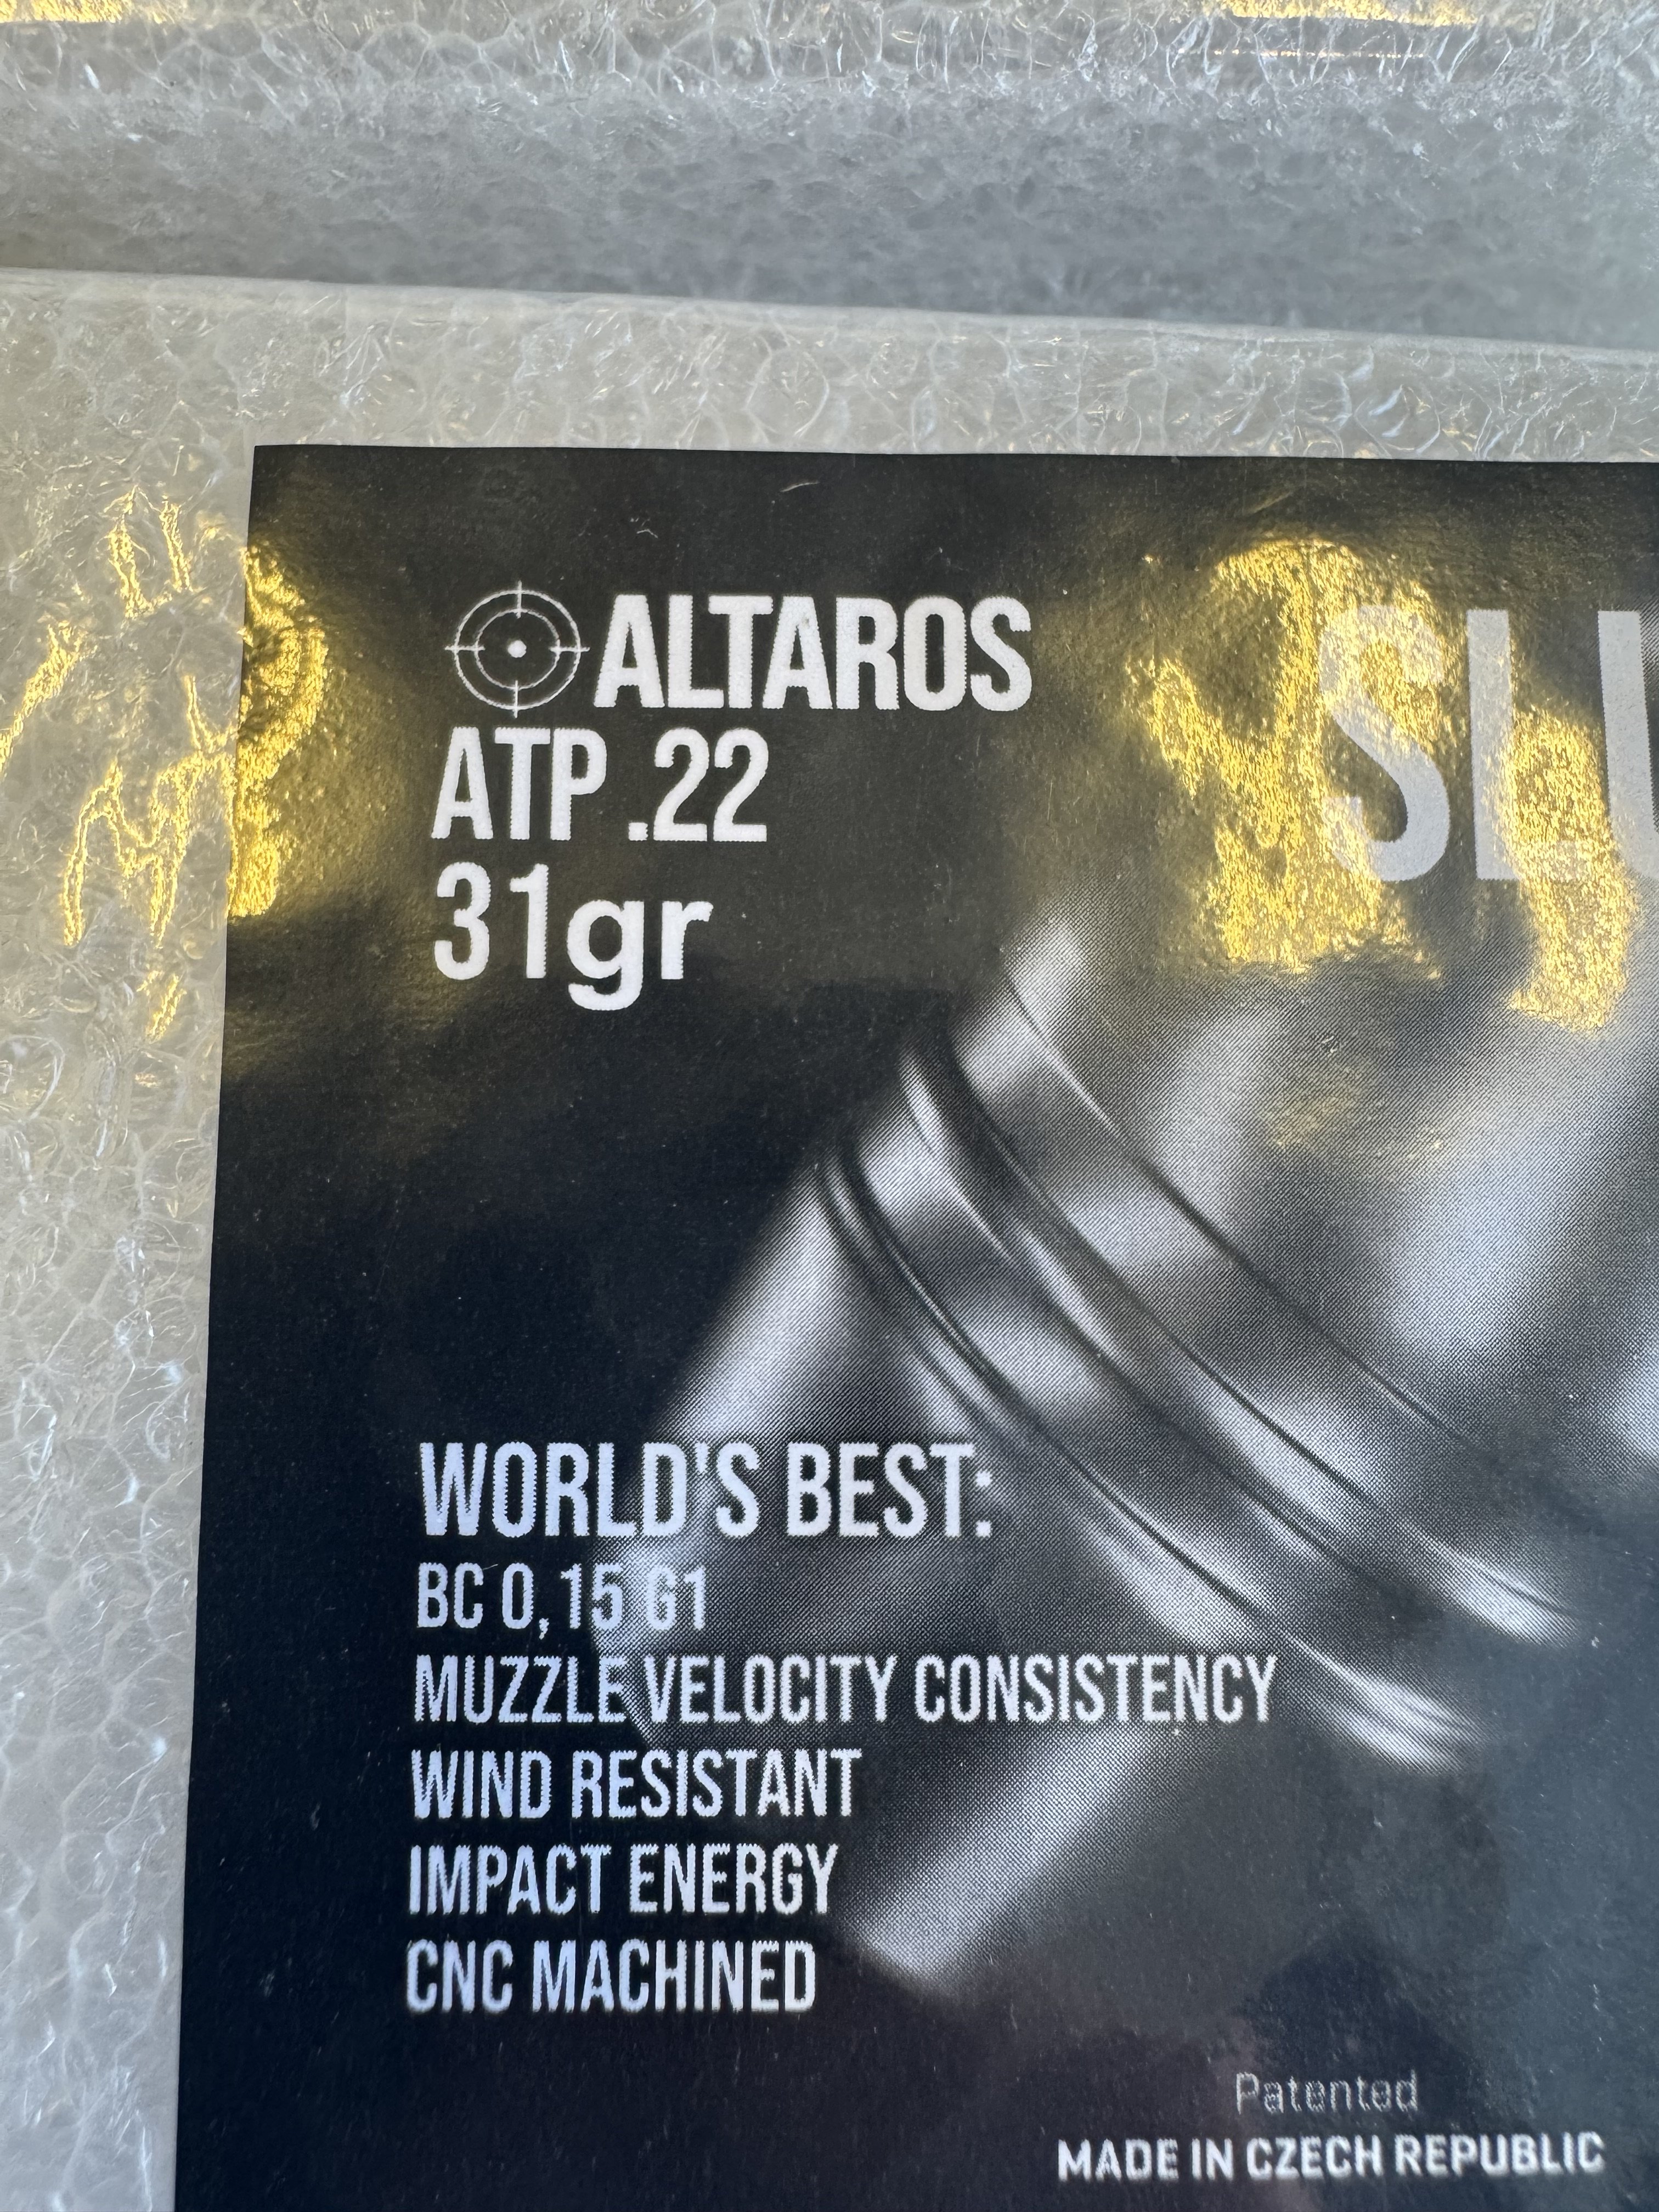 ALTAROS
ATP .22
31gr
WORLD'S BEST:
BC 0,15 G1
MUZZLE VELOCITY CONSISTENCY
WIND RESISTANT
IMPACT ENERGY
CNC MACHINED
Patented
MADE IN CZECH REPUBLIC